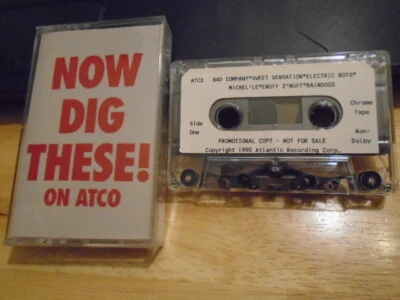 NOW
DIG
THESE!
ON ATCO
ATCO BAD COMPANY*SWEET SENSATION*ELECTRIC BOYS*
MICHEL'LE*ENUFF Z'NUFF*RAINDOGS
Side
One
Chrome
Tape
Non-
Dolby
PROMOTIONAL COPY - NOT FOR SALE
Copyright 1990 Atlantic Recording Corp.